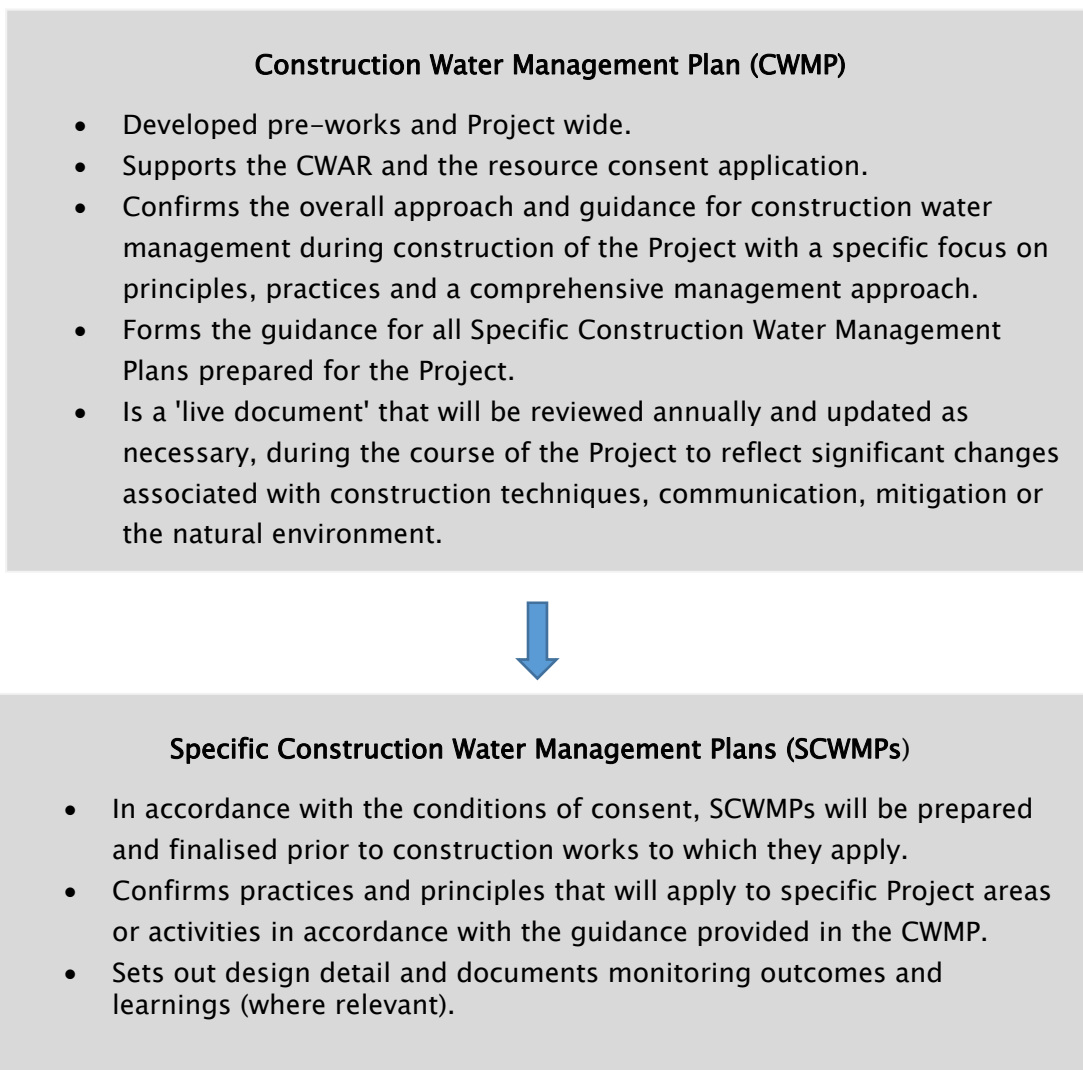 Construction Water Management Plan (CWMP)
• Developed pre-works and Project wide.
• Supports the CWAR and the resource consent application.
• Confirms the overall approach and guidance for construction water
management during construction of the Project with a specific focus on
principles, practices and a comprehensive management approach.
• Forms the guidance for all Specific Construction Water Management
Plans prepared for the Project.
• Is a 'live document' that will be reviewed annually and updated as
necessary, during the course of the Project to reflect significant changes
associated with construction techniques, communication, mitigation or
the natural environment.
Specific Construction Water Management Plans (SCWMPs)
• In accordance with the conditions of consent, SCWMPs will be prepared
and finalised prior to construction works to which they apply.
• Confirms practices and principles that will apply to specific Project areas
or activities in accordance with the guidance provided in the CWMP.
• Sets out design detail and documents monitoring outcomes and
learnings (where relevant).